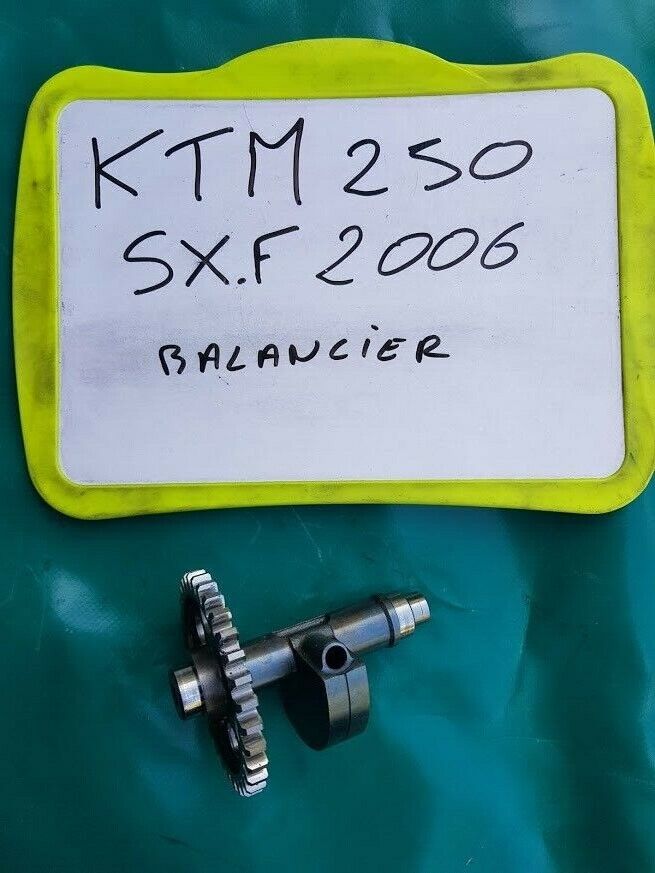 KTM 250
SX.F 2006
BALANCiER